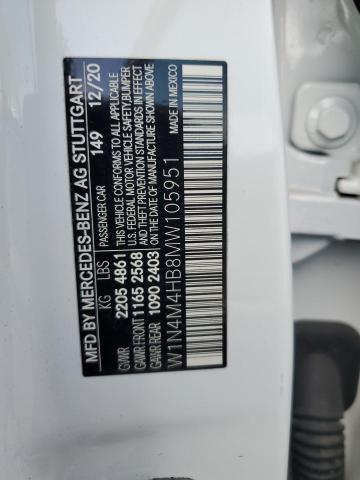 MFD BY MERCEDES-BENZ AG STUTTGART
PASSENGER CAR 149 12/20
KG LBS
GVWR 2205 4861
GAWR FRONT 1165 2568
GAWR REAR 1090 2403
THIS VEHICLE CONFORMS TO ALL APPLICABLE
U.S. FEDERAL MOTOR VEHICLE SAFETY, BUMPER
AND THEFT PREVENTION STANDARDS IN EFFECT
ON THE DATE OF MANUFACTURE SHOWN ABOVE
MADE IN MEXICO
W1N4M4HB8MW105951